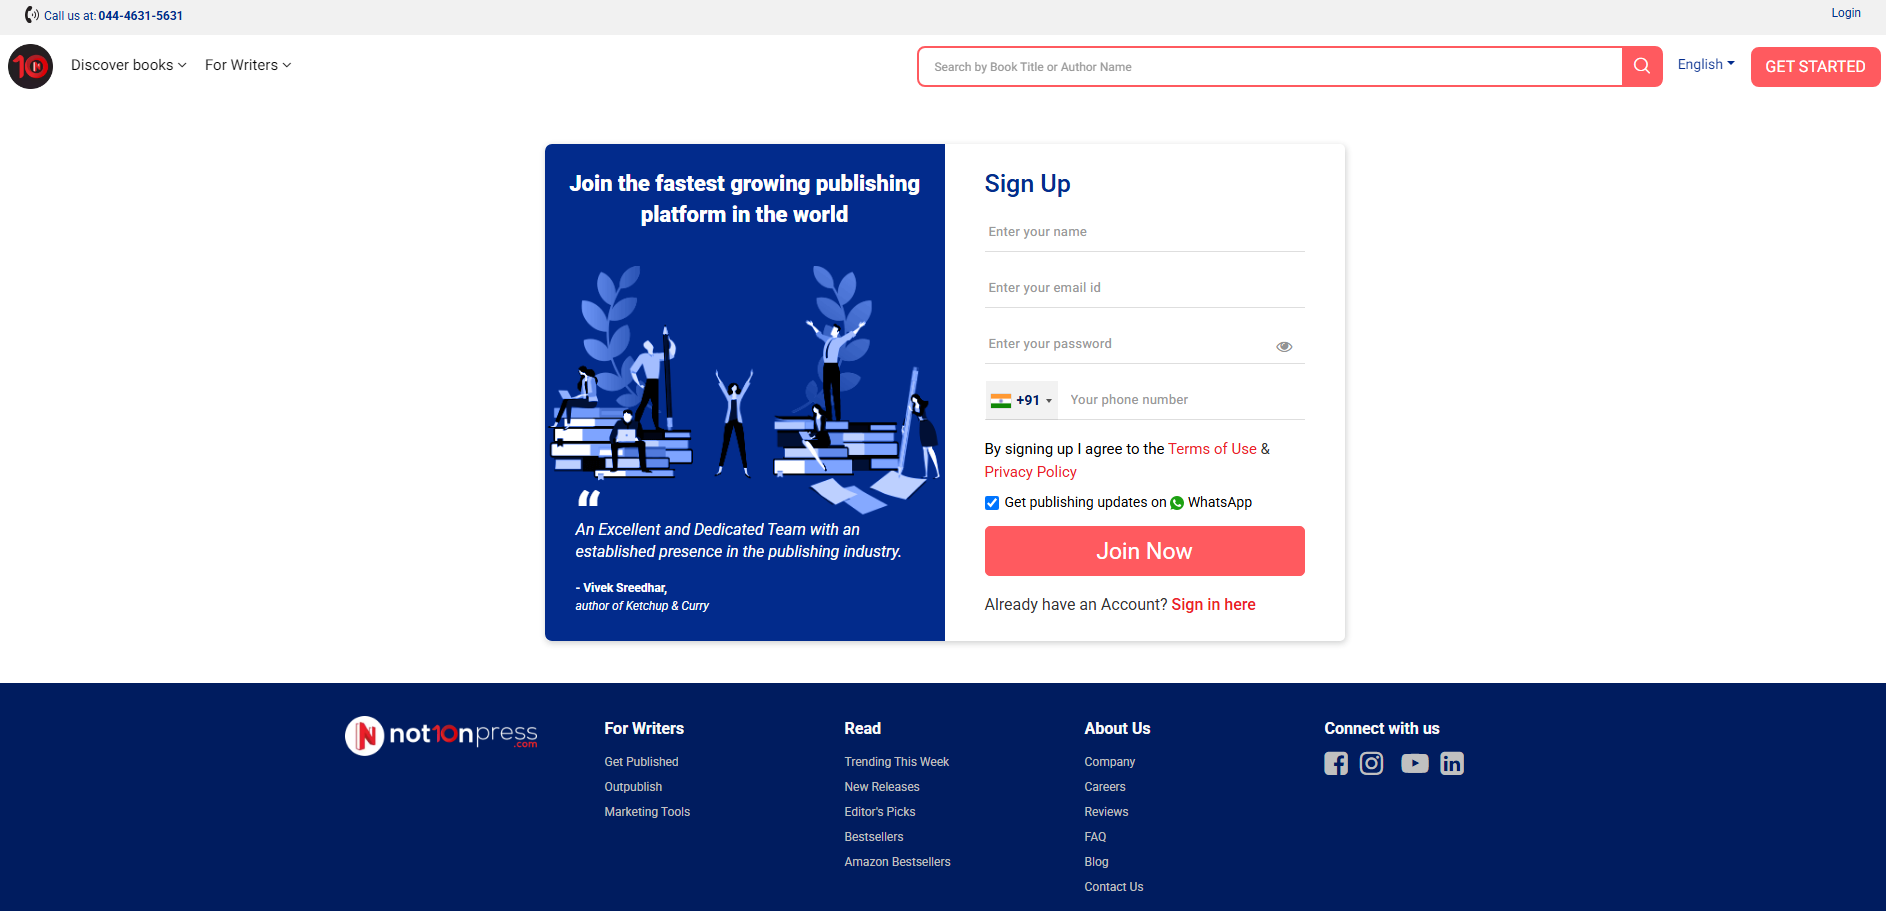 Call us at: 044-4631-5631
Login
10
Discover books
For Writers
Search by Book Title or Author Name
English
GET STARTED
Join the fastest growing publishing
platform in the world
“
An Excellent and Dedicated Team with an
established presence in the publishing industry.
- Vivek Sreedhar,
author of Ketchup & Curry
Sign Up
Enter your name
Enter your email id
Enter your password
+91
Your phone number
By signing up I agree to the Terms of Use &
Privacy Policy
Get publishing updates on WhatsApp
Join Now
Already have an Account? Sign in here
N not10npress
.com
For Writers
Get Published
Outpublish
Marketing Tools
Read
Trending This Week
New Releases
Editor's Picks
Bestsellers
Amazon Bestsellers
About Us
Company
Careers
Reviews
FAQ
Blog
Contact Us
Connect with us